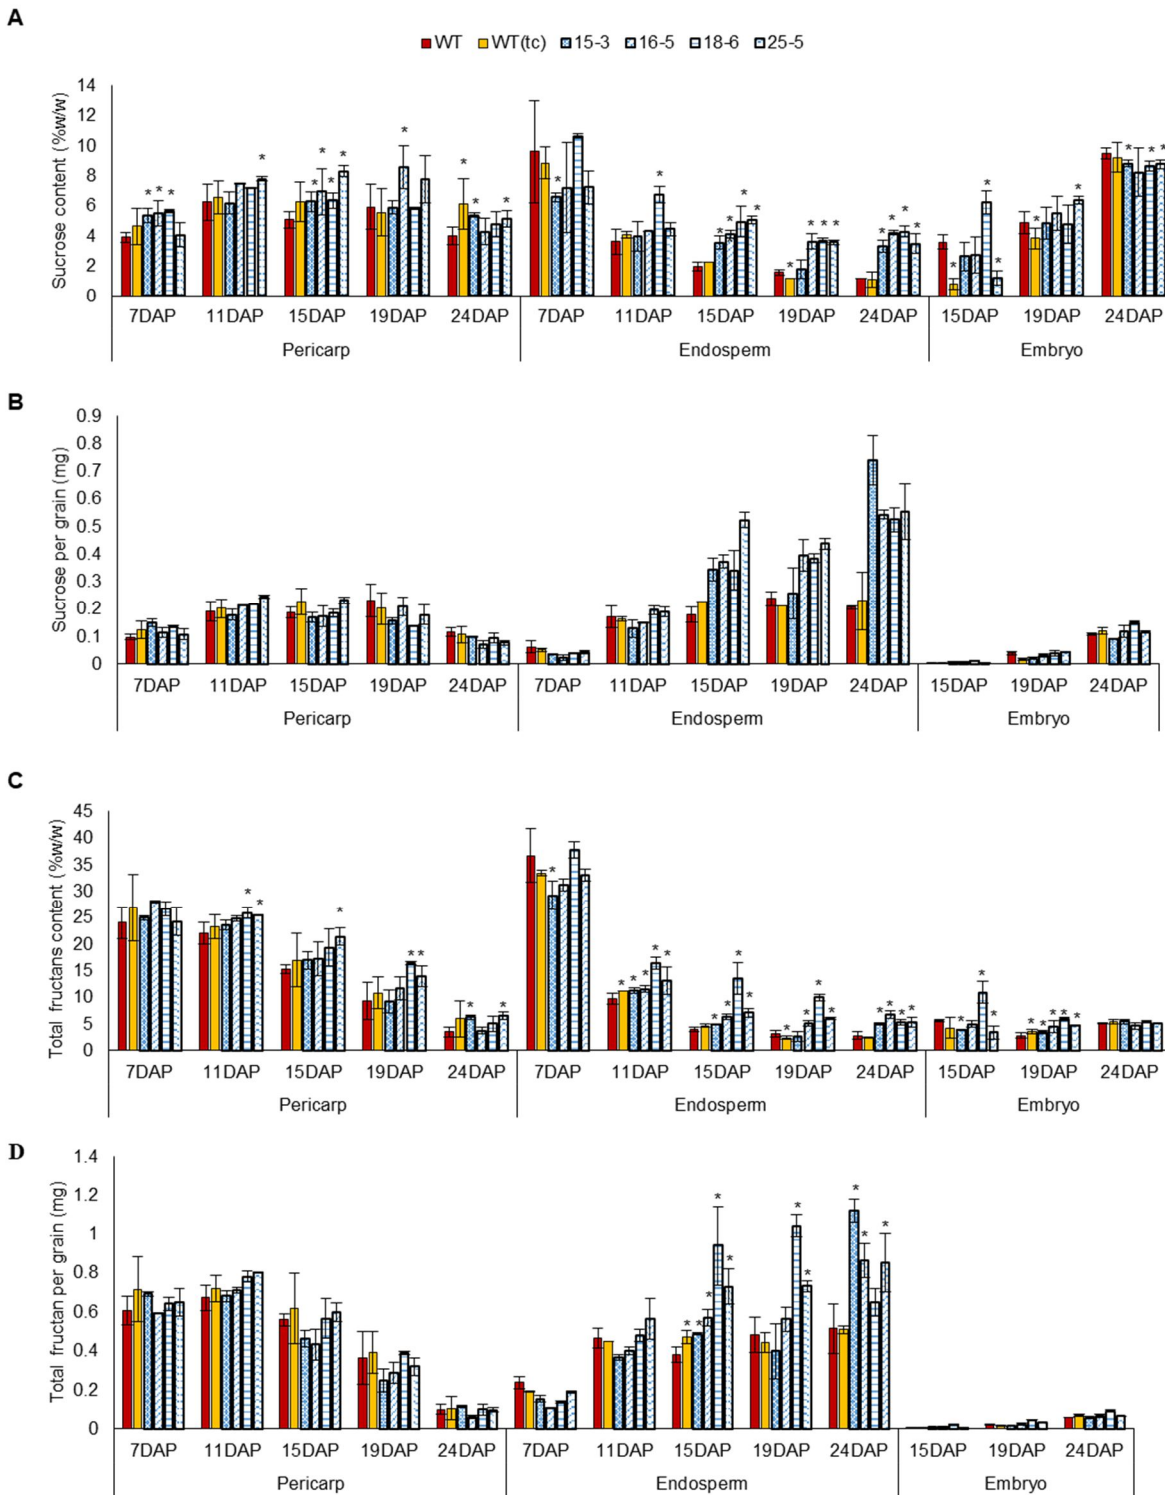 A
WT WT(tc) 15-3 16-5 18-6 25-5
Sucrose content (%w/w)
14
12
10
8
6
4
2
0
* * * * * * * * * * * * * * * * * * * * * * * * * * * * * * * * *
7DAP 11DAP 15DAP 19DAP 24DAP 7DAP 11DAP 15DAP 19DAP 24DAP 15DAP 19DAP 24DAP
Pericarp Endosperm Embryo
B
Sucrose per grain (mg)
0.9
0.8
0.7
0.6
0.5
0.4
0.3
0.2
0.1
0
7DAP 11DAP 15DAP 19DAP 24DAP 7DAP 11DAP 15DAP 19DAP 24DAP 15DAP 19DAP 24DAP
Pericarp Endosperm Embryo
C
Total fructans content (%w/w)
45
40
35
30
25
20
15
10
5
0
7DAP 11DAP 15DAP 19DAP 24DAP 7DAP 11DAP 15DAP 19DAP 24DAP 15DAP 19DAP 24DAP
Pericarp Endosperm Embryo
D
Total fructan per grain (mg)
1.4
1.2
1
0.8
0.6
0.4
0.2
0
7DAP 11DAP 15DAP 19DAP 24DAP 7DAP 11DAP 15DAP 19DAP 24DAP 15DAP 19DAP 24DAP
Pericarp Endosperm Embryo